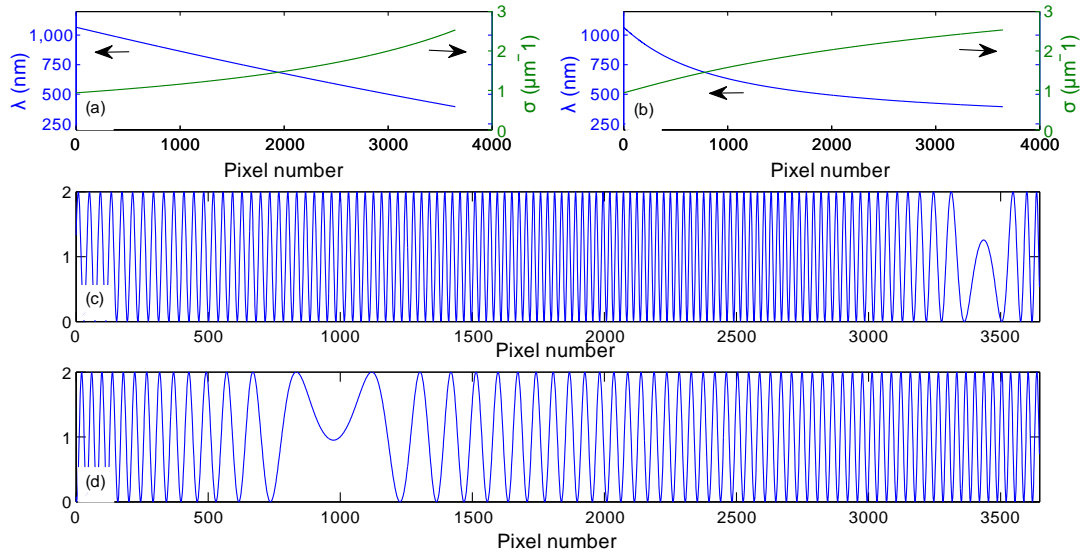 3 3
1,000 1,000
λ (nm) 750 2 σ (µm⁻1) λ (nm) 750 2 σ (µm⁻1)
500 1 500 1
250 (a) 0 250 (b) 0
0 1000 2000 3000 4000 0 1000 2000 3000 4000
Pixel number Pixel number
2
1
(c)
0
0 500 1000 1500 2000 2500 3000 3500
Pixel number
2
1
(d)
0
0 500 1000 1500 2000 2500 3000 3500
Pixel number